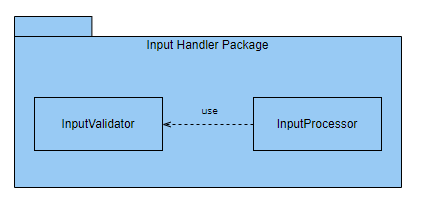 Input Handler Package
use
InputValidator
InputProcessor